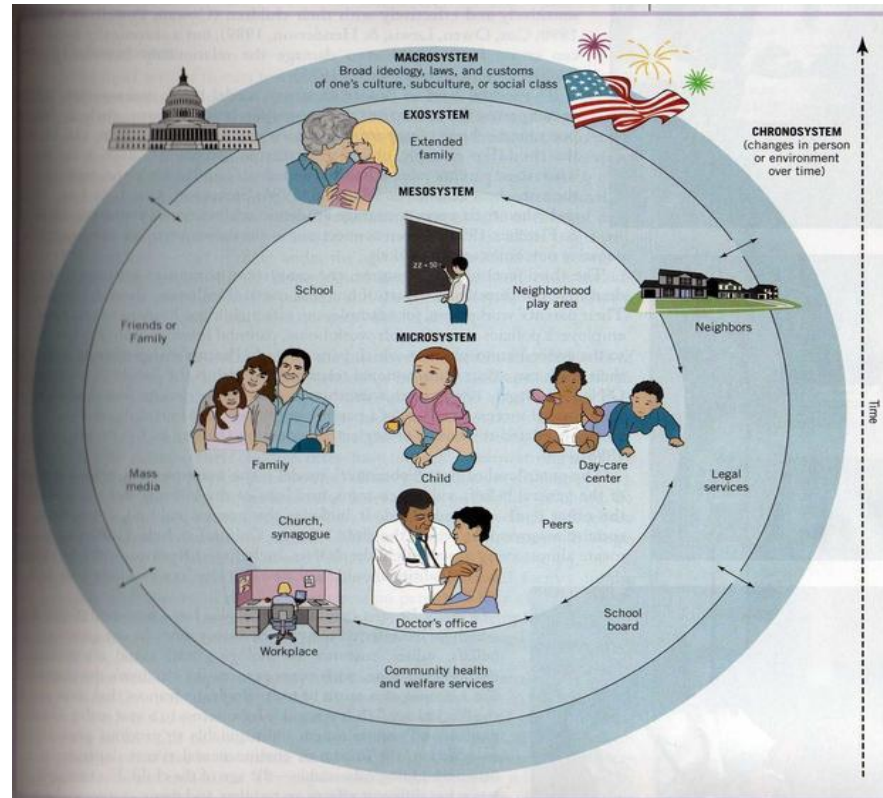 MACROSYSTEM
Broad ideology, laws, and customs
of one's culture, subculture, or social class
EXOSYSTEM
Extended
family
CHRONOSYSTEM
(changes in person
or environment
over time)
MESOSYSTEM
School
Neighborhood
play area
Friends or
Family
Neighbors
MICROSYSTEM
Time
Family
Child
Day-care
center
Mass
media
Legal
services
Church,
synagogue
Peers
Doctor's office
School
board
Workplace
Community health
and welfare services